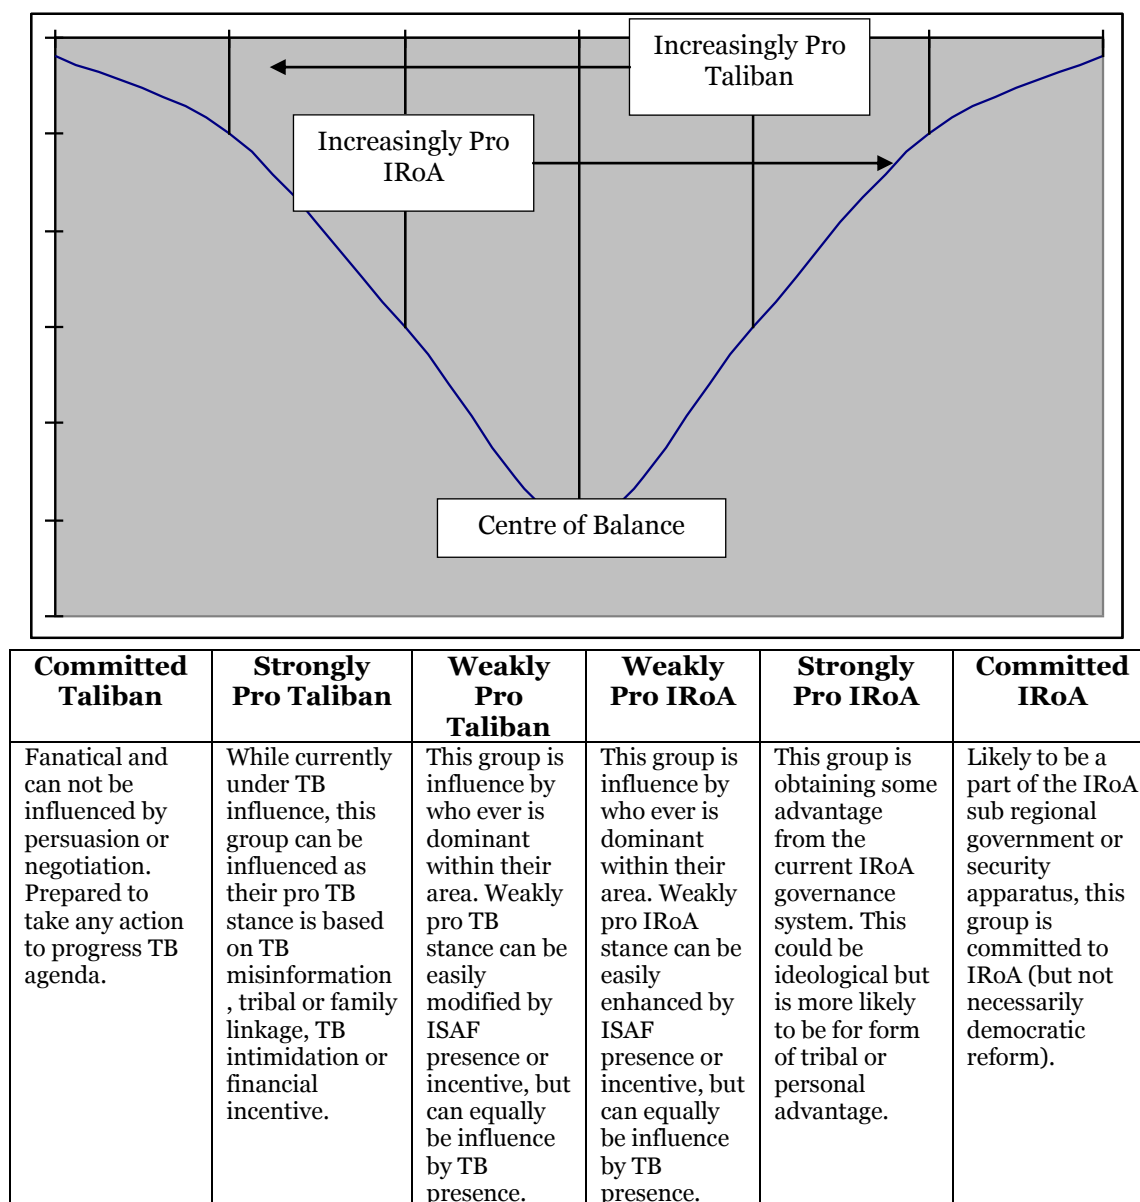 Increasingly Pro
Taliban
Increasingly Pro
IRoA
Centre of Balance
Committed
Taliban
Strongly
Pro Taliban
Weakly
Pro
Taliban
Weakly
Pro IRoA
Strongly
Pro IRoA
Committed
IRoA
Fanatical and
can not be
influenced by
persuasion or
negotiation.
Prepared to
take any action
to progress TB
agenda.
While currently
under TB
influence, this
group can be
influenced as
their pro TB
stance is based
on TB
misinformation
, tribal or family
linkage, TB
intimidation or
financial
incentive.
This group is
influence by
who ever is
dominant
within their
area. Weakly
pro TB
stance can be
easily
modified by
ISAF
presence or
incentive, but
can equally
be influence
by TB
presence.
This group is
influence by
who ever is
dominant
within their
area. Weakly
pro IRoA
stance can be
easily
enhanced by
ISAF
presence or
incentive, but
can equally
be influence
by TB
presence.
This group is
obtaining some
advantage
from the
current IRoA
governance
system. This
could be
ideological but
is more likely
to be for form
of tribal or
personal
advantage.
Likely to be a
part of the IRoA
sub regional
government or
security
apparatus, this
group is
committed to
IRoA (but not
necessarily
democratic
reform).